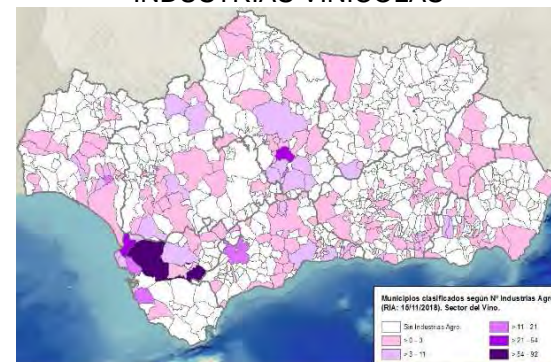 INDUSTRIAS VINÍCOLAS
Municipios clasificados según Nº Industrias Agro
(RIA: 15/11/2018). Sector del Vino.
Sin Industrias Agro.
> 0 - 3
> 3 - 11
> 11 - 21
> 21 - 54
> 54 - 92